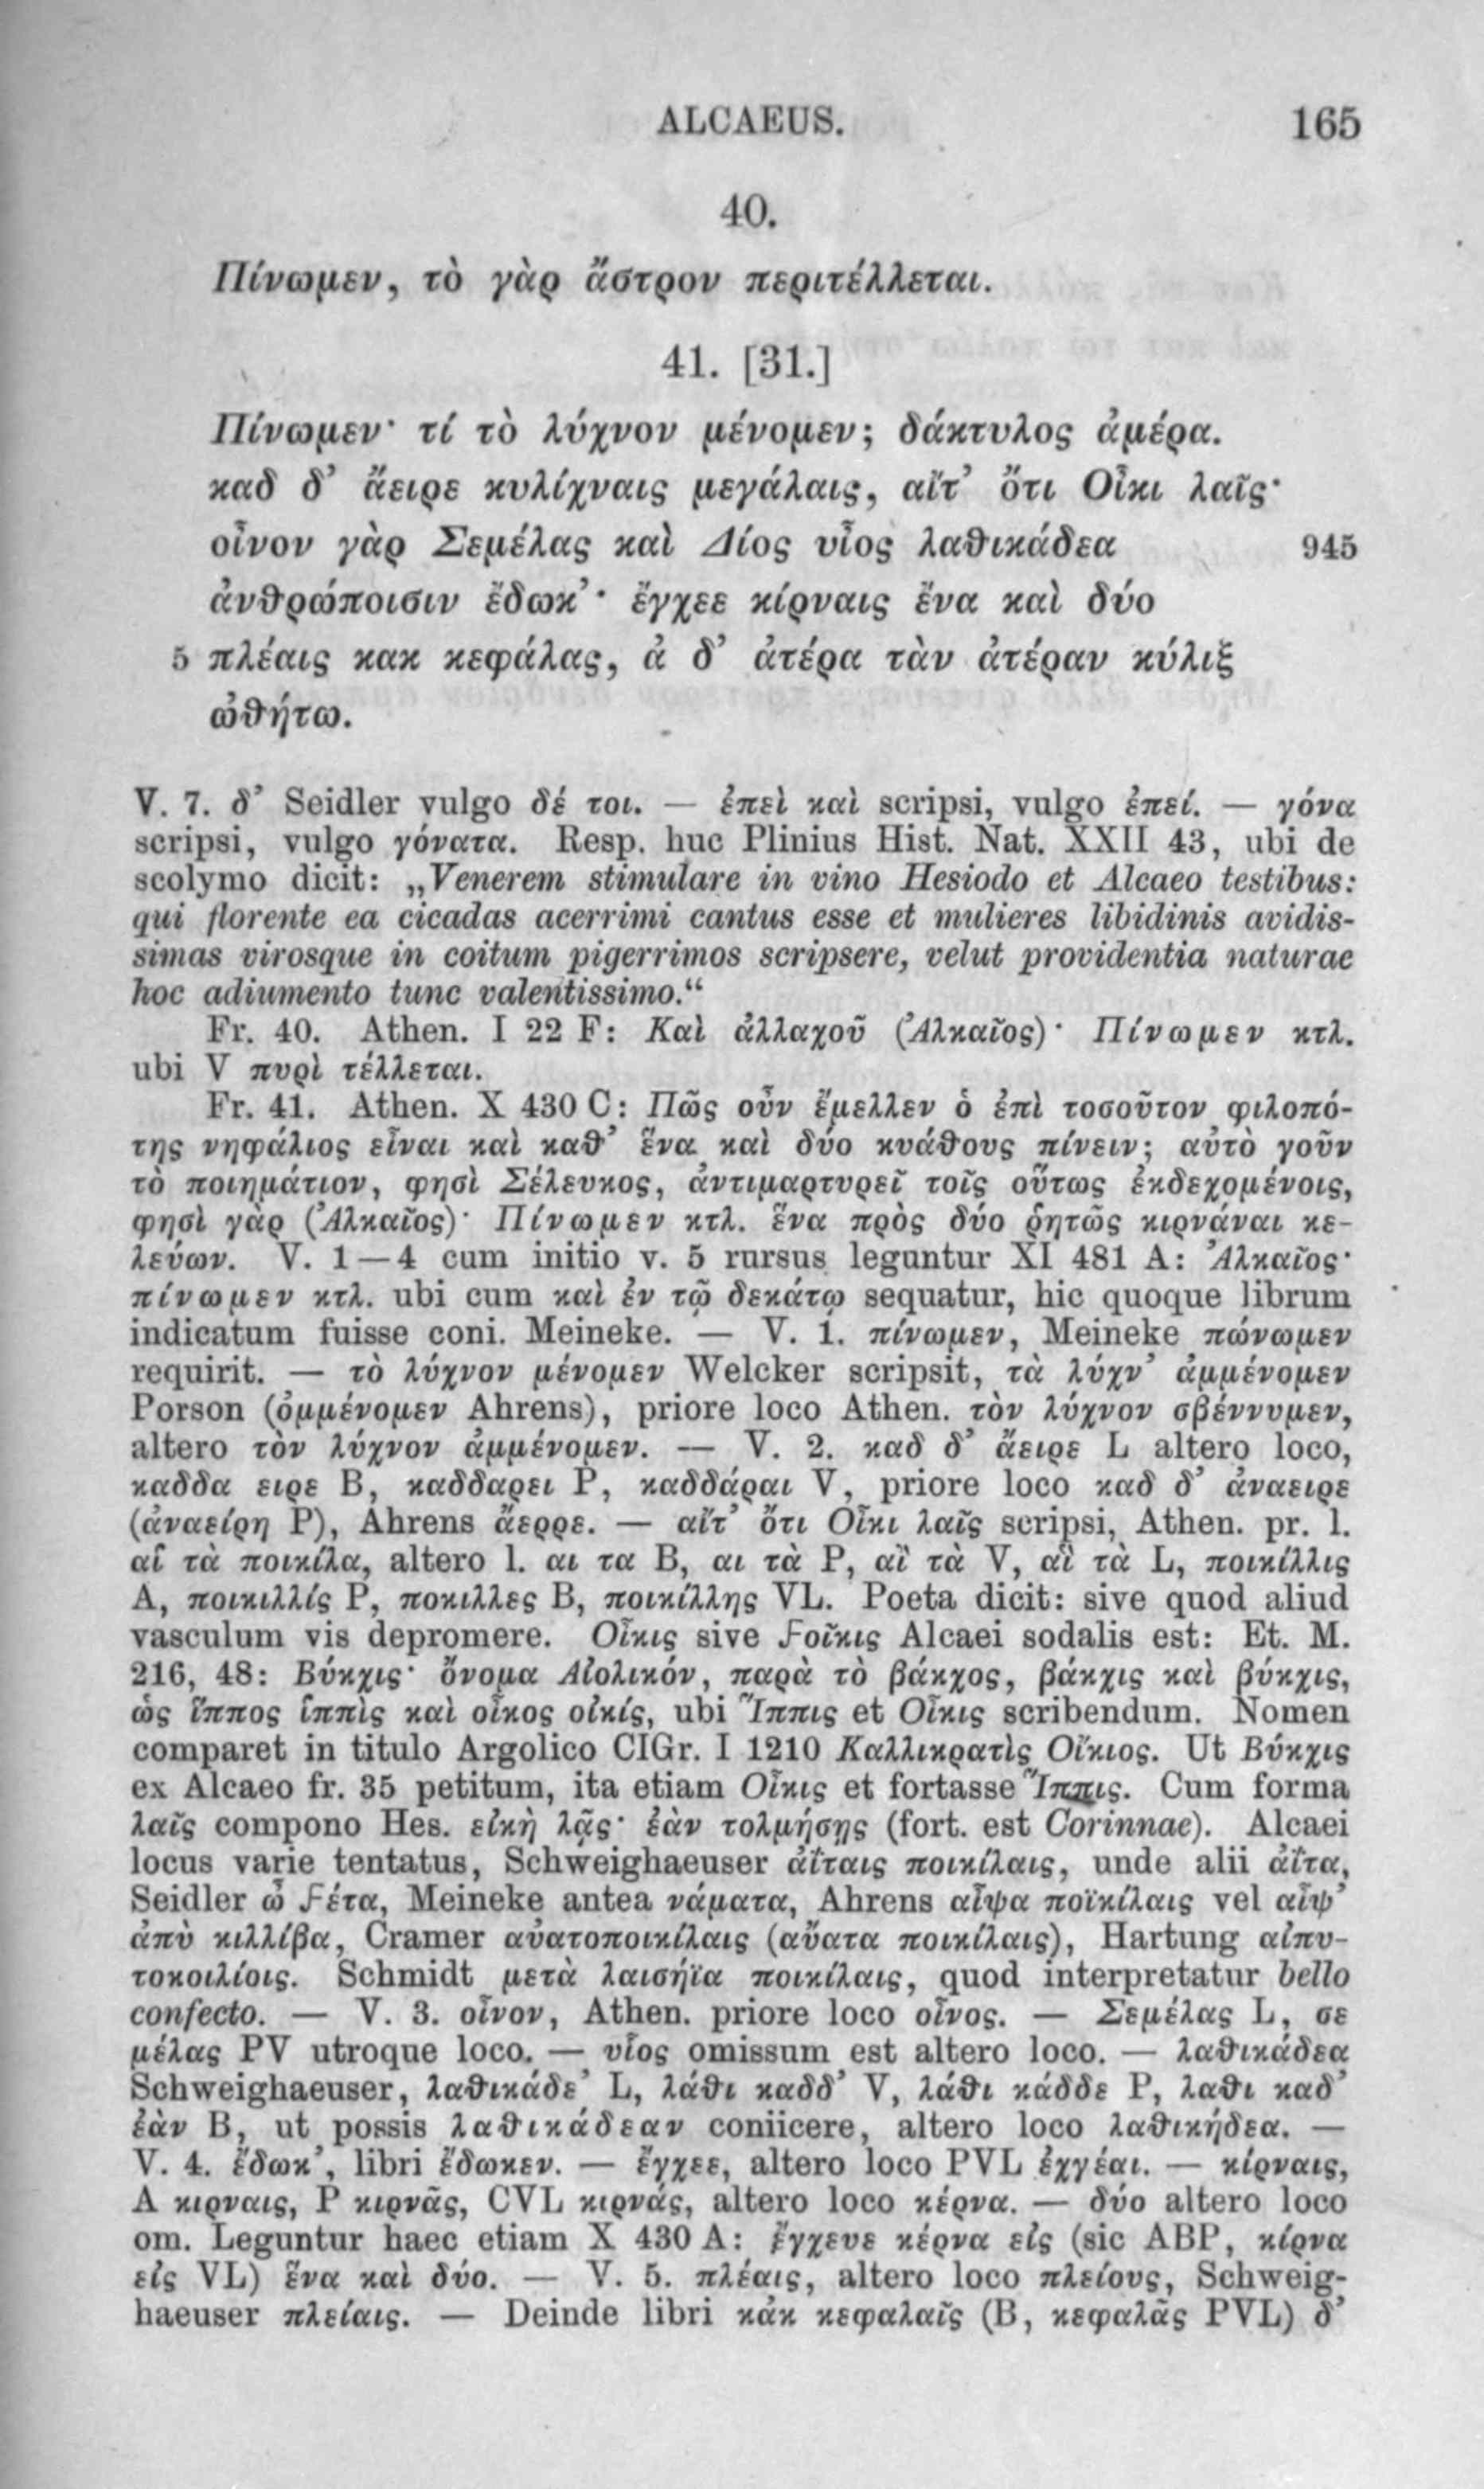 ALCAEUS.
165
40.
Πίνωμεν, τὸ γὰρ ἄστρον περιτέλλεται.
41. [31.]
Πίνωμεν· τί τὸ λύχνον μένομεν; δάκτυλος ἀμέρα.
καδ δ’ ἄειρε κυλίχναις μεγάλαις, αἴτ’ ὄτι Οἶκι λαῖς·
οἶνον γὰρ Σεμέλας καὶ Δίος υἶος λαθικάδεα
945
ἀνθρώποισιν ἔδωκ’· ἔγχεε κίρναις ἔνα καὶ δύο
5 πλέαις κακ κεφάλας, ἀ δ’ ἀτέρα τὰν ἀτέραν κύλιξ
ὠθήτω.
V. 7. δ’ Seidler vulgo δέ τοι. — ἐπεὶ καὶ scripsi, vulgo ἐπεί. — γόνα
scripsi, vulgo γόνατα. Resp. huc Plinius Hist. Nat. XXII 43, ubi de
scolymo dicit: „Venerem stimulare in vino Hesiodo et Alcaeo testibus:
qui florente ea cicadas acerrimi cantus esse et mulieres libidinis avidis-
simas virosque in coitum pigerrimos scripsere, velut providentia naturae
hoc adiumento tunc valentissimo.“
Fr. 40. Athen. I 22 F: Καὶ ἀλλαχοῦ (Ἀλκαῖος)· Πίνωμεν κτλ.
ubi V πυρὶ τέλλεται.
Fr. 41. Athen. X 430 C: Πῶς οὖν ἔμελλεν ὁ ἐπὶ τοσοῦτον φιλοπό-
της νηφάλιος εἶναι καὶ καθ’ ἕνα καὶ δύο κυάθους πίνειν; αὐτὸ γοῦν
τὸ ποιημάτιον, φησὶ Σέλευκος, ἀντιμαρτυρεῖ τοῖς οὕτως ἐκδεχομένοις,
φησὶ γὰρ (Ἀλκαῖος)· Πίνωμεν κτλ. ἕνα πρὸς δύο ῥητῶς κιρνάναι κε-
λεύων. V. 1—4 cum initio v. 5 rursus leguntur XI 481 A: Ἀλκαῖος·
πίνωμεν κτλ. ubi cum καὶ ἐν τῷ δεκάτῳ sequatur, hic quoque librum
indicatum fuisse coni. Meineke. — V. 1. πίνωμεν, Meineke πώνωμεν
requirit. — τὸ λύχνον μένομεν Welcker scripsit, τὰ λύχν’ ἀμμένομεν
Porson (ὀμμένομεν Ahrens), priore loco Athen. τὸν λύχνον σβέννυμεν,
altero τὸν λύχνον ἀμμένομεν. — V. 2. καδ δ’ ἄειρε L altero loco,
καδδα ειρε B, καδδαρει P, καδδάραι V, priore loco καδ δ’ ἀναειρε
(ἀναείρη P), Ahrens ἄερρε. — αἴτ’ ὄτι Οἶκι λαῖς scripsi, Athen. pr. l.
αἱ τὰ ποικίλα, altero l. αι τα B, αι τὰ P, αἲ τὰ V, αἲ τὰ L, ποικίλλις
A, ποικιλλίς P, ποκιλλες B, ποικίλλης VL. Poeta dicit: sive quod aliud
vasculum vis depromere. Οἶκις sive Ϝοῖκις Alcaei sodalis est: Et. M.
216, 48: Βύκχις· ὄνομα Αἰολικόν, παρὰ τὸ βάκχος, βάκχις καὶ βύκχις,
ὡς ἵππος ἱππὶς καὶ οἶκος οἰκίς, ubi Ἵππις et Οἶκις scribendum. Nomen
comparet in titulo Argolico CIGr. I 1210 Καλλικρατὶς Οἴκιος. Ut Βύκχις
ex Alcaeo fr. 35 petitum, ita etiam Οἶκις et fortasse Ἵππις. Cum forma
λαῖς compono Hes. εἰκὴ λᾷς· ἐὰν τολμήσῃς (fort. est Corinnae). Alcaei
locus varie tentatus, Schweighaeuser ἀΐταις ποικίλαις, unde alii ἀΐτα,
Seidler ὦ Ϝέτα, Meineke antea νάματα, Ahrens αἶψα ποϊκίλαις vel αἶψ’
ἀπὺ κιλλίβα, Cramer αὐατοποικίλαις (αὔατα ποικίλαις), Hartung αἰπυ-
τοκοιλίοις. Schmidt μετὰ λαισήϊα ποικίλαις, quod interpretatur bello
confecto. — V. 3. οἶνον, Athen. priore loco οἶνος. — Σεμέλας L, σε
μέλας PV utroque loco. — υἶος omissum est altero loco. — λαθικάδεα
Schweighaeuser, λαθικάδε’ L, λάθι καδδ’ V, λάθι κάδδε P, λαθι καδ’
ἐὰν B, ut possis λαθικάδεαν coniicere, altero loco λαθικήδεα. —
V. 4. ἔδωκ’, libri ἔδωκεν. — ἔγχεε, altero loco PVL ἐχγέαι. — κίρναις,
A κιρναις, P κιρνᾶς, CVL κιρνάς, altero loco κέρνα. — δύο altero loco
om. Leguntur haec etiam X 430 A: ἔγχευε κέρνα εἰς (sic ABP, κίρνα
εἰς VL) ἕνα καὶ δύο. — V. 5. πλέαις, altero loco πλείους, Schweig-
haeuser πλείαις. — Deinde libri κἀκ κεφαλαῖς (B, κεφαλᾶς PVL) δ’